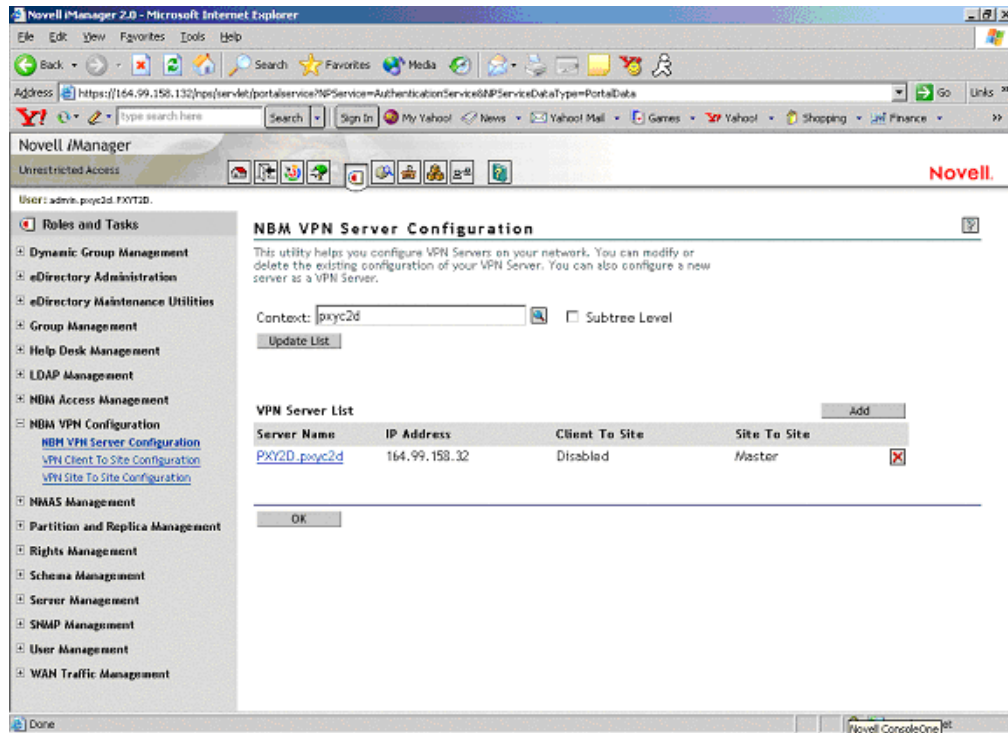 Novell iManager 2.0 - Microsoft Internet Explorer
File Edit View Favorites Tools Help
Back Search Favorites Media
Address https://164.99.158.132/nps/servlet/portalservice?NPService=AuthenticationService&NPServiceDataType=PortalData Go Links
Y! type search here Search Sign In My Yahoo! News Yahoo! Mail Games Yahoo! Shopping Finance
Novell iManager
Unrestricted Access
Novell.
User: admin.pxyc2d.PXYT2D.
Roles and Tasks
Dynamic Group Management
eDirectory Administration
eDirectory Maintenance Utilities
Group Management
Help Desk Management
LDAP Management
NBM Access Management
NBM VPN Configuration
NBM VPN Server Configuration
VPN Client To Site Configuration
VPN Site To Site Configuration
NMAS Management
Partition and Replica Management
Rights Management
Schema Management
Server Management
SNMP Management
User Management
WAN Traffic Management
NBM VPN Server Configuration
This utility helps you configure VPN Servers on your network. You can modify or
delete the existing configuration of your VPN Server. You can also configure a new
server as a VPN Server.
Context: pxyc2d Subtree Level
Update List
VPN Server List Add
Server Name IP Address Client To Site Site To Site
PXY2D.pxyc2d 164.99.158.32 Disabled Master
OK
Done
Novell ConsoleOne